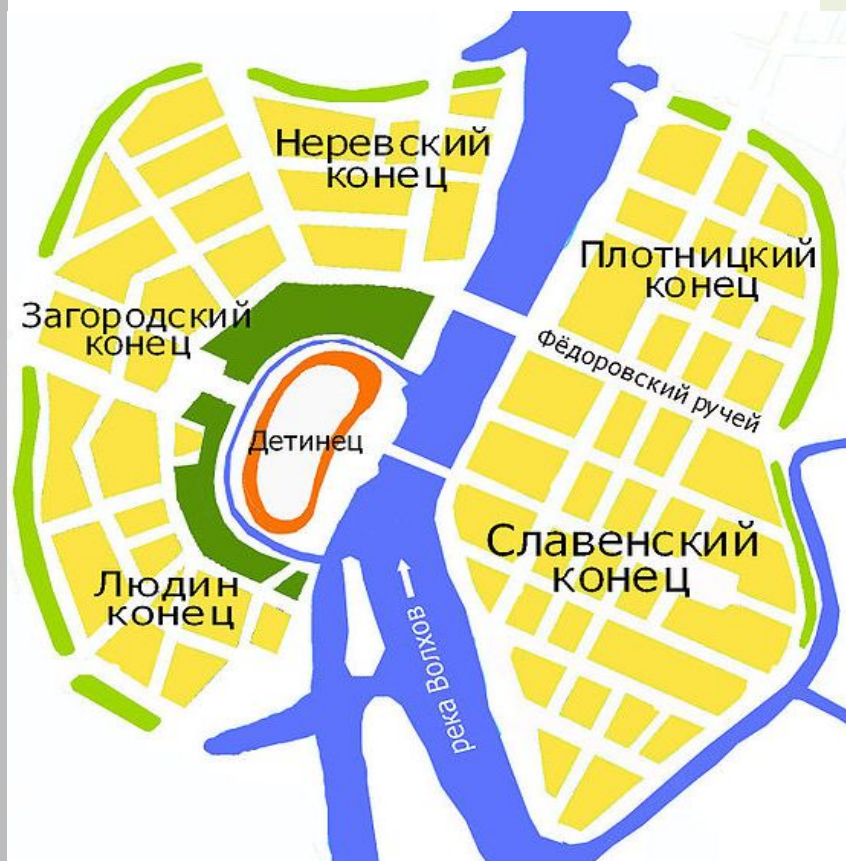 Неревский
конец
Плотницкий
конец
Загородский
конец
Фёдоровский ручей
Детинец
Славенский
конец
Людин
конец
река Волхов →